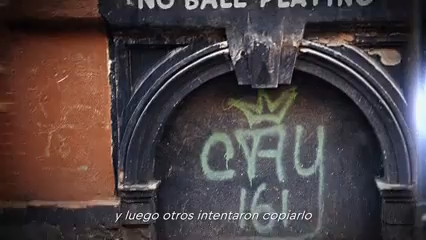 NO BALL PLAYING
CAY
161
y luego otros intentaron copiarlo